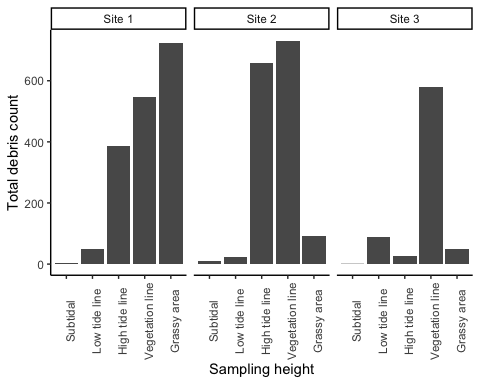 Site 1
Site 2
Site 3
Total debris count
600
400
200
0
Subtidal
Low tide line
High tide line
Vegetation line
Grassy area
Subtidal
Low tide line
High tide line
Vegetation line
Grassy area
Subtidal
Low tide line
High tide line
Vegetation line
Grassy area
Sampling height